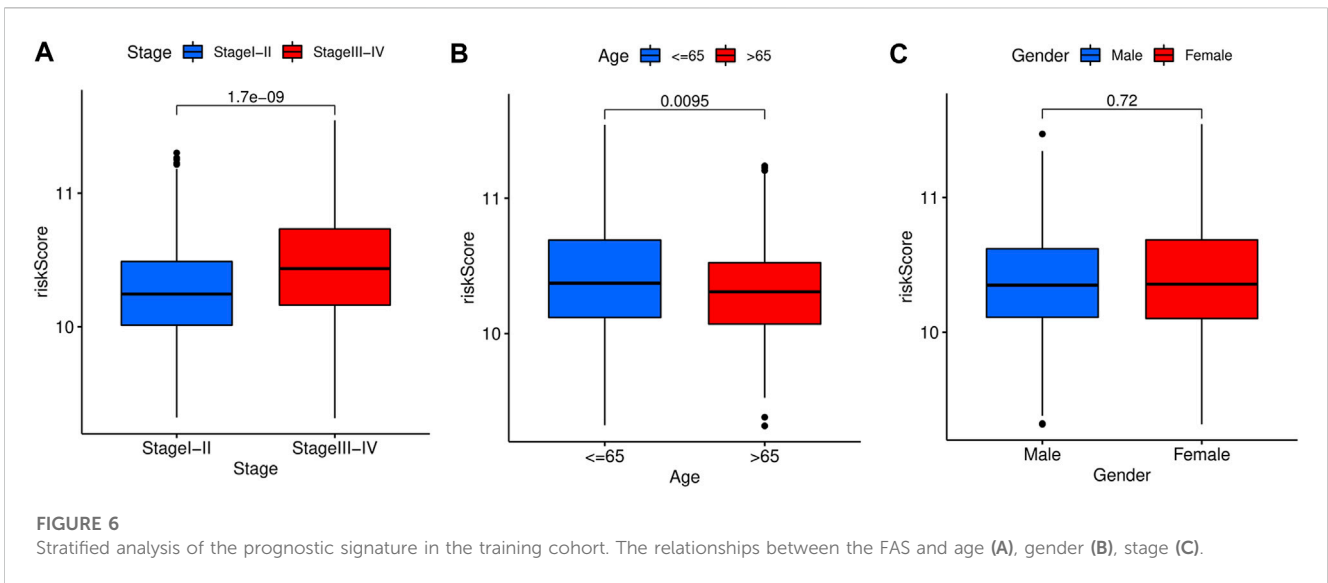 A
Stage StageI-II StageIII-IV
1.7e-09
11
10
riskScore
StageI-II StageIII-IV
Stage
B
Age <=65 >65
0.0095
11
10
riskScore
<=65 >65
Age
C
Gender Male Female
0.72
11
10
riskScore
Male Female
Gender
FIGURE 6
Stratified analysis of the prognostic signature in the training cohort. The relationships between the FAS and age (A), gender (B), stage (C).